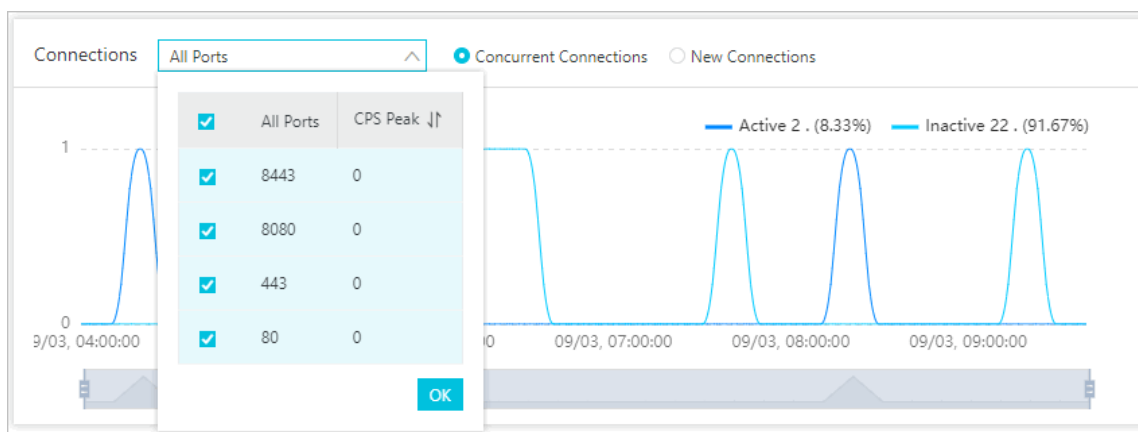 Connections All Ports Concurrent Connections New Connections
All Ports CPS Peak
Active 2 . (8.33%) Inactive 22 . (91.67%)
1
8443 0
8080 0
443 0
0
80 0
9/03, 04:00:00 00 09/03, 07:00:00 09/03, 08:00:00 09/03, 09:00:00
OK